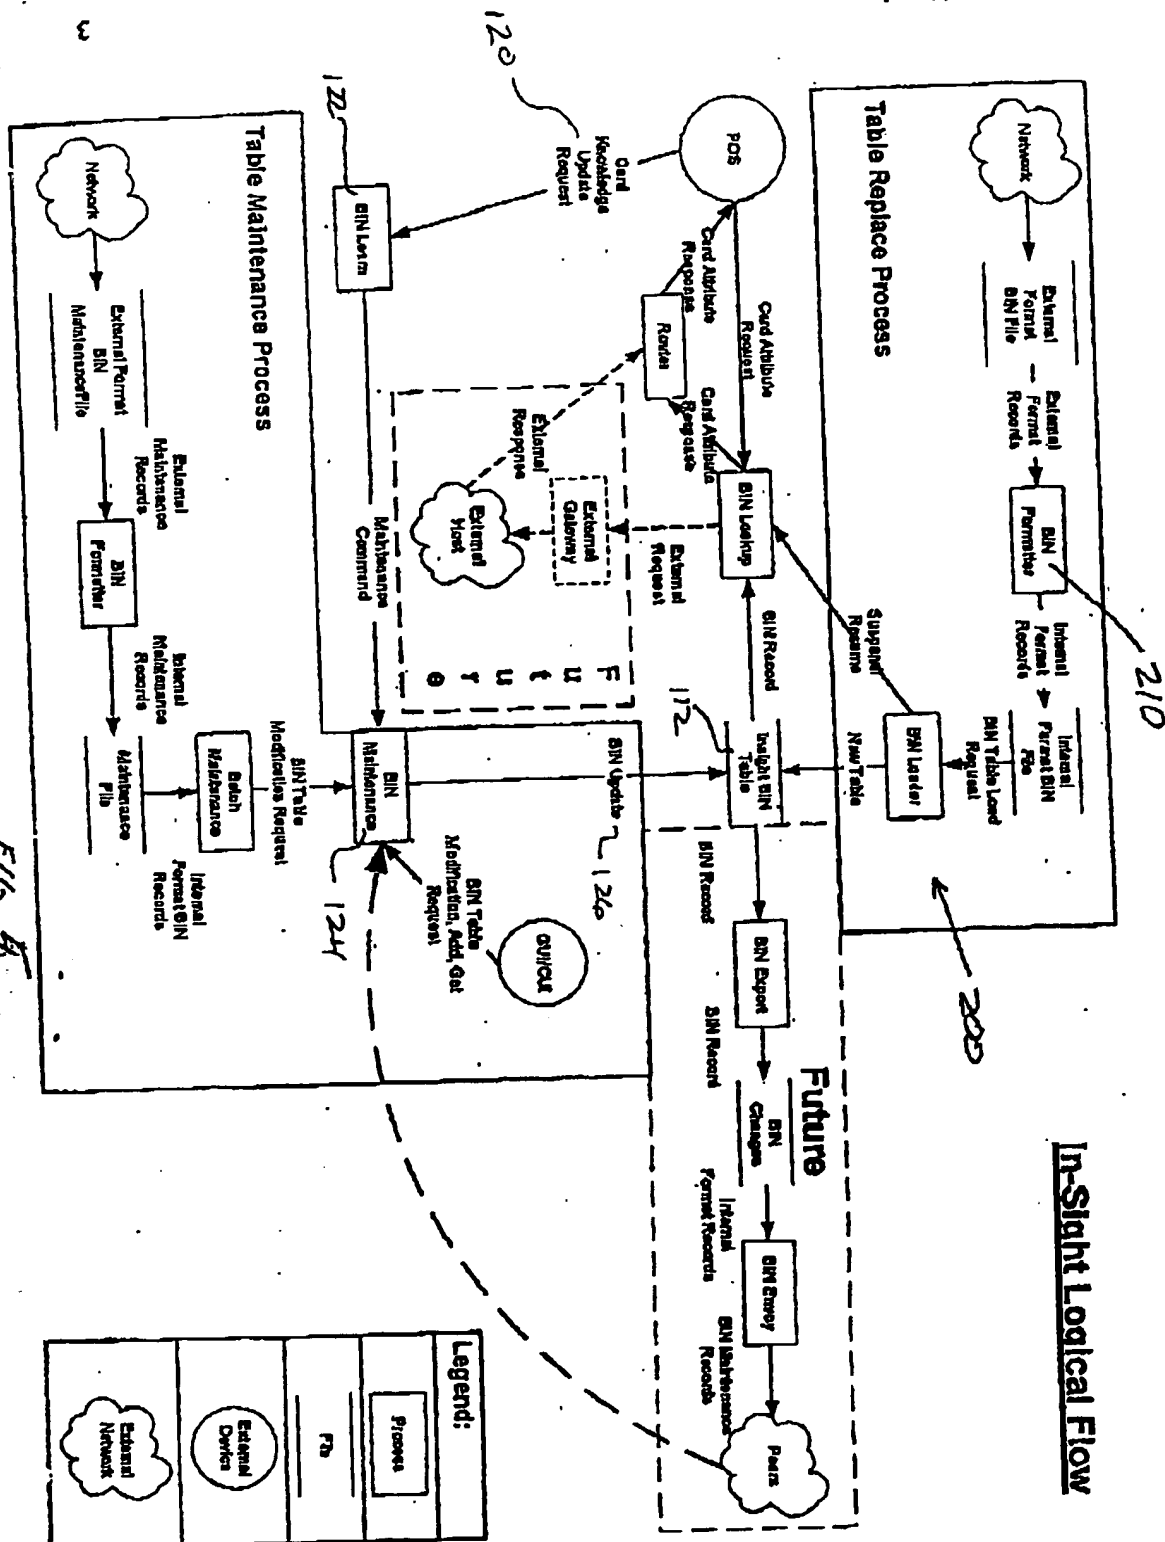 In-Sight Logical Flow
Table Replace Process
Network
External
Format
BIN File
External
Format
Records
BIN
Formatter
Internal
Format
Records
Internal
Format BIN
File
BIN Table Load
Request
BIN Loader
New Table
Suspend/
Resume
210
200
POS
Card Attribute
Request
BIN Lookup
Card Attribute
Response
Router
Card Attribute
Response
BIN Record
Insight BIN
Table
112
BIN Record
BIN Export
BIN Record
BIN
Changes
Internal
Format Records
BIN Envoy
BIN Maintenance
Records
Peers
Future
External
Request
External
Gateway
External
Host
External
Response
Future
120
Card
Knowledge
Update
Request
122
BIN Learn
Maintenance
Command
BIN
Maintenance
124
BIN Update
126
BIN Table
Modification, Add, Get
Request
GUI/CUI
Table Maintenance Process
Network
External Format
BIN
Maintenance File
External
Maintenance
Records
BIN
Formatter
Internal
Maintenance
Records
Maintenance
File
Internal
Format BIN
Records
Batch
Maintenance
BIN Table
Modification Request
Legend:
Process
File
External
Device
External
Network
3